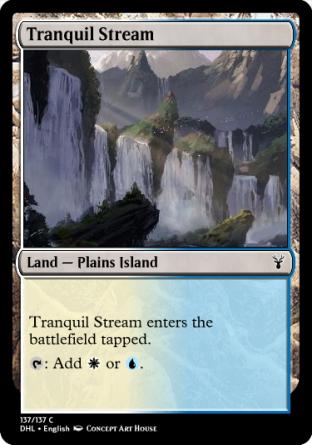 Tranquil Stream
Land — Plains Island
Tranquil Stream enters the
battlefield tapped.
: Add or .
137/137 C
DHL • English Concept Art House